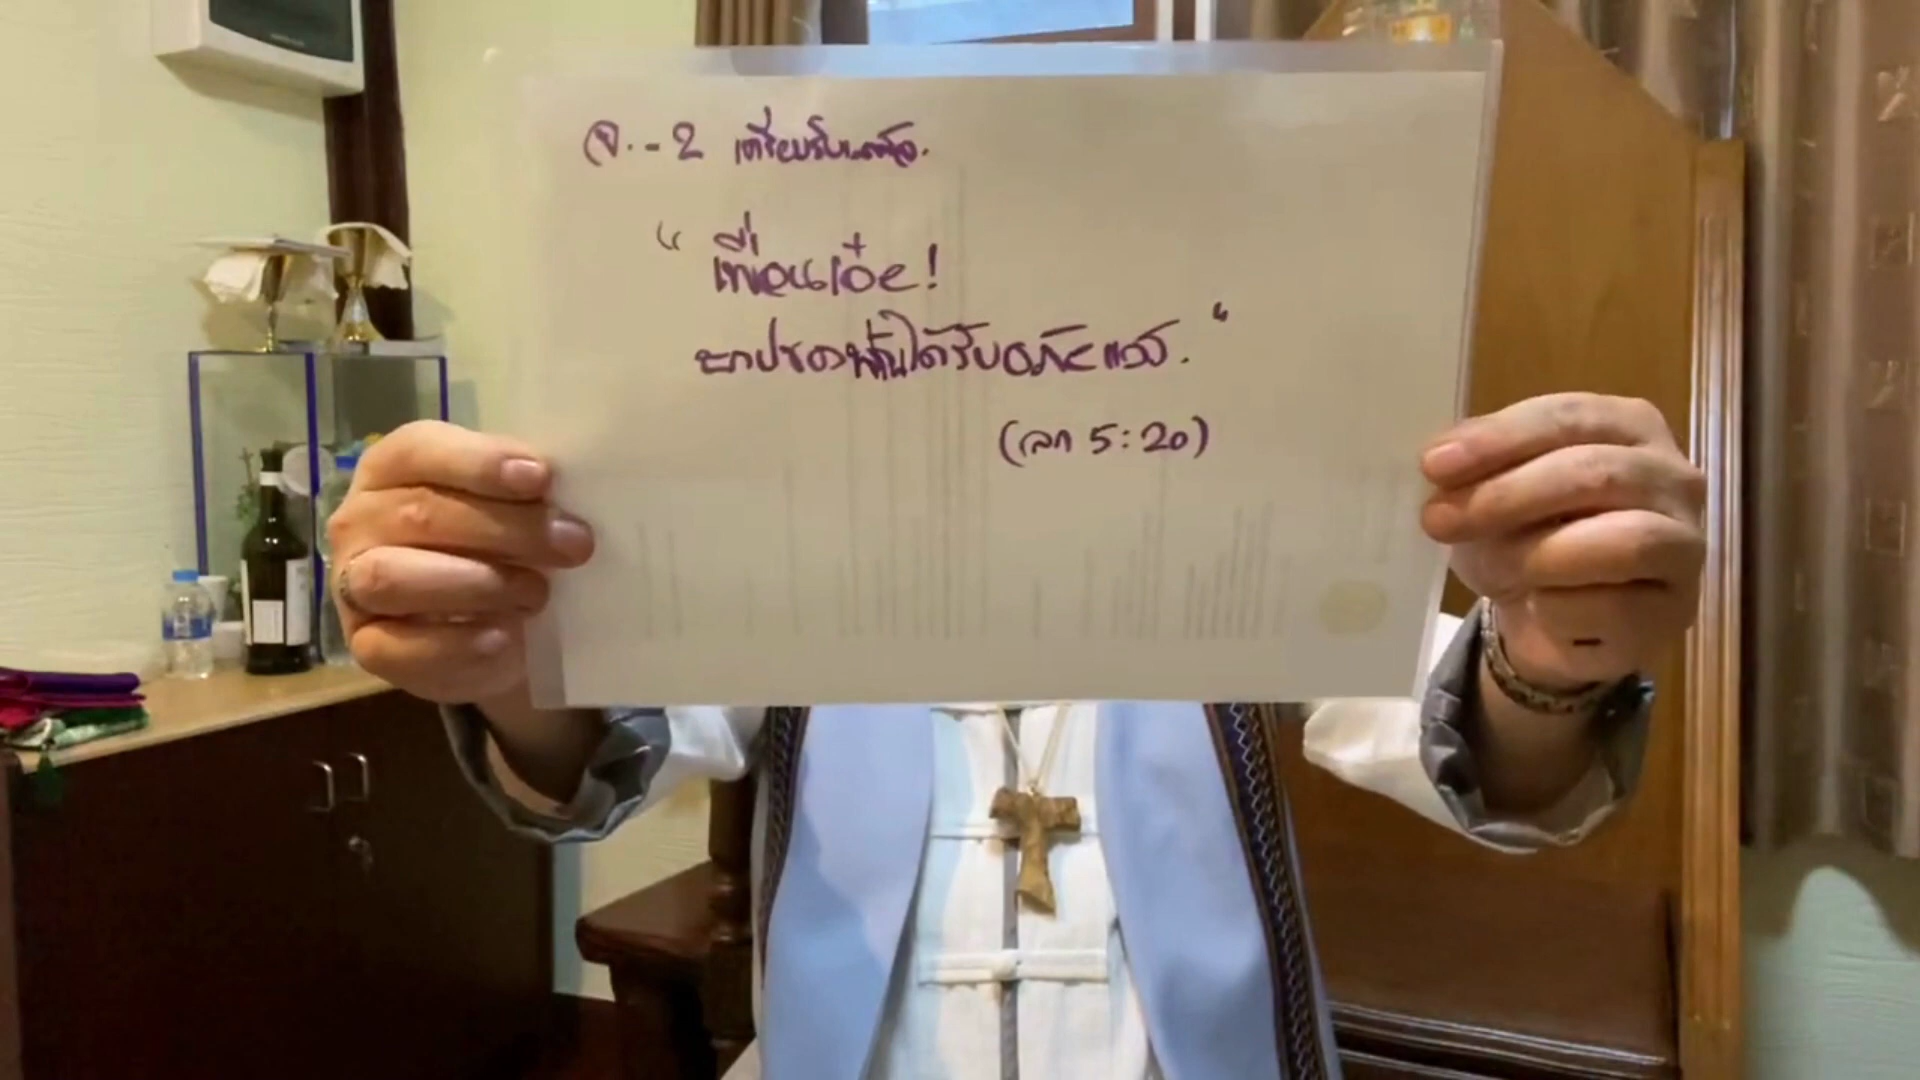 จ. - 2 เตรียมรับเสด็จ.
“ เพื่อนเอ๋ย!
บาปของท่านได้รับอภัยแล้ว. “
(ลก 5:20)